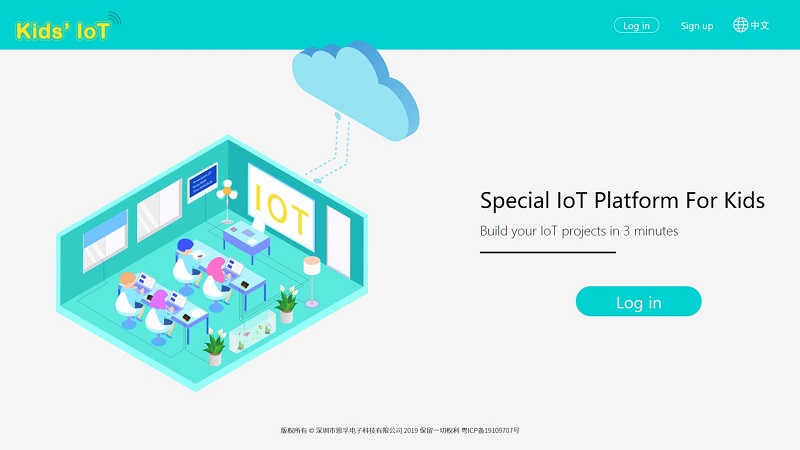 Kids' IoT
Log in
Sign up
中文
IOT
Special IoT Platform For Kids
Build your IoT projects in 3 minutes
Log in
版权所有 © 深圳市恩孚电子科技有限公司 2019 保留一切权利 粤ICP备19109707号